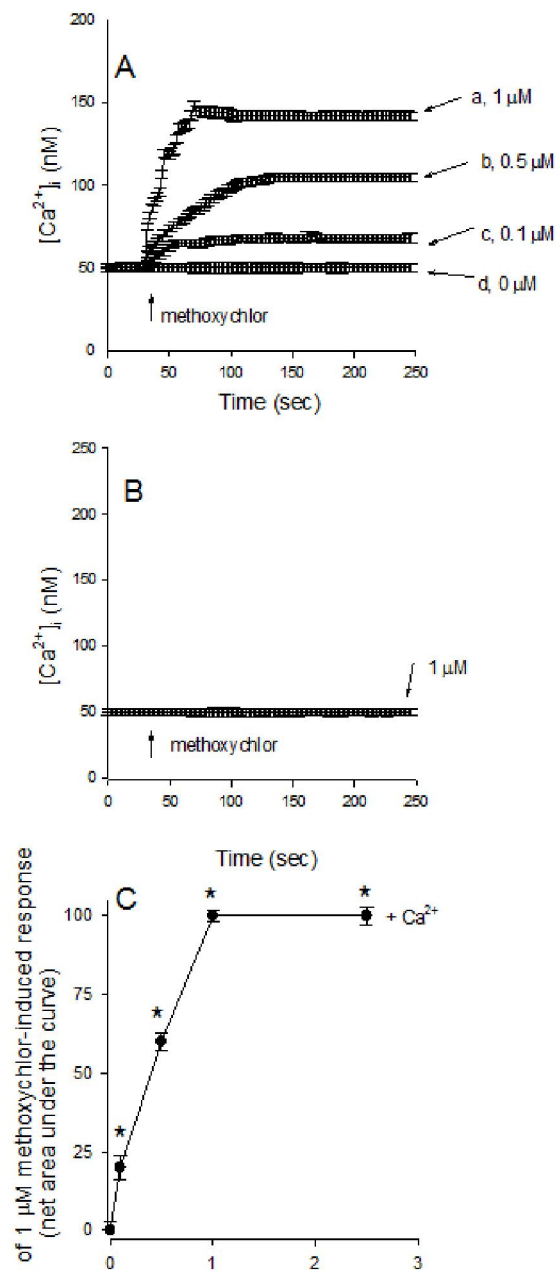 200
A
150
100
50
0
[Ca²⁺]ᵢ (nM)
a, 1 μM
b, 0.5 μM
c, 0.1 μM
d, 0 μM
methoxychlor
0 50 100 150 200 250
Time (sec)
250
B
200
150
100
50
0
[Ca²⁺]ᵢ (nM)
1 μM
methoxychlor
0 50 100 150 200 250
Time (sec)
C
100
75
50
25
0
of 1 μM methoxychlor-induced response
(net area under the curve)
* * * *
+ Ca²⁺
0 1 2 3